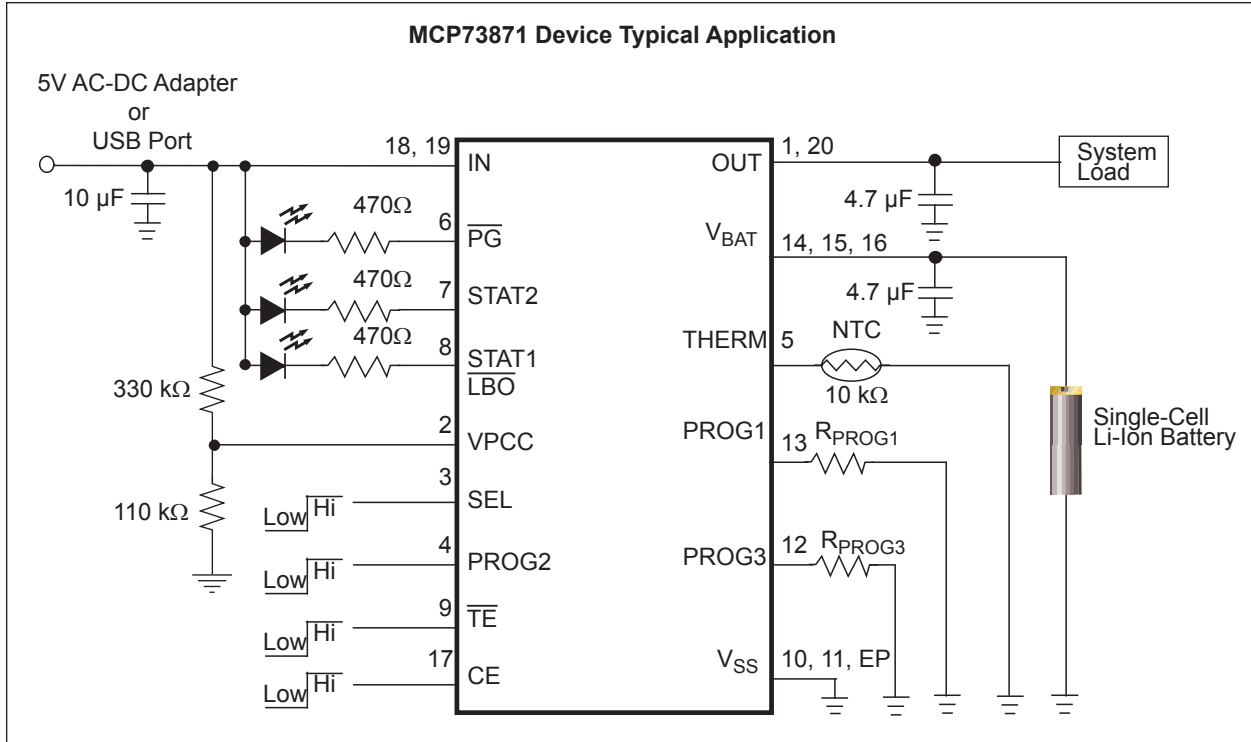 MCP73871 Device Typical Application
5V AC-DC Adapter
or
USB Port
10 µF
18, 19
IN
470Ω
6
PG
470Ω
7
STAT2
470Ω
8
STAT1
LBO
330 kΩ
2
VPCC
110 kΩ
3
SEL
Low Hi
4
PROG2
Low Hi
9
TE
Low Hi
17
CE
Low Hi
OUT
1, 20
System
Load
4.7 µF
VBAT
14, 15, 16
4.7 µF
THERM
5
NTC
10 kΩ
PROG1
13
RPROG1
PROG3
12
RPROG3
VSS
10, 11, EP
Single-Cell
Li-Ion Battery